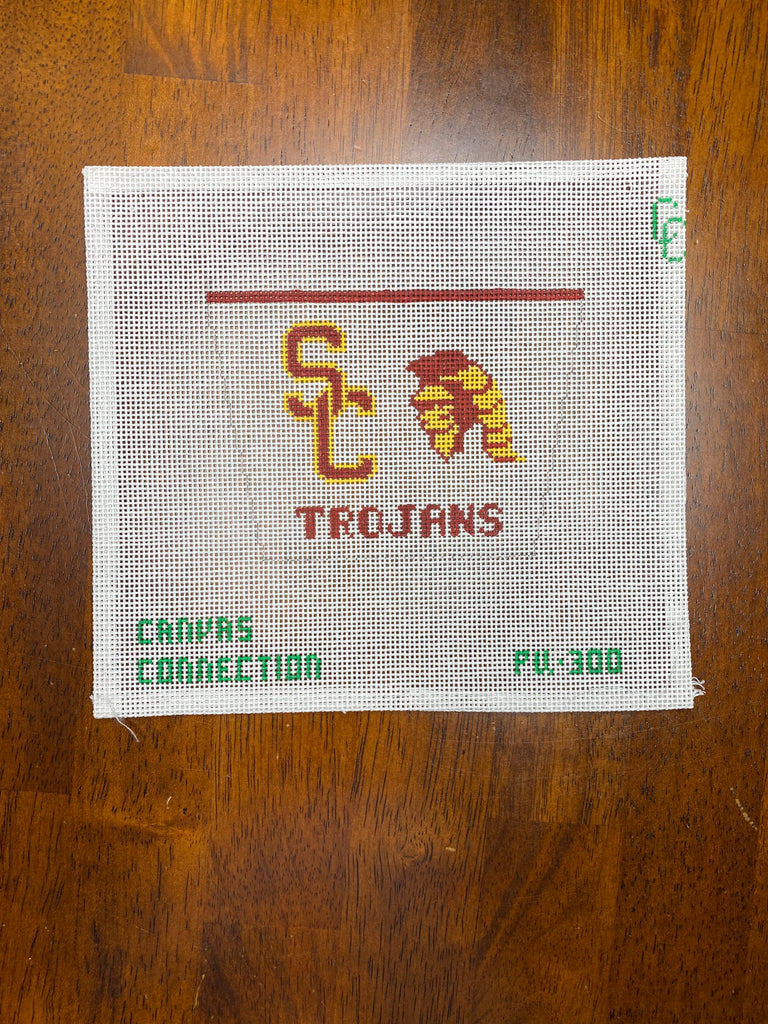 CC
SC
TROJANS
CANVAS
CONNECTION
PU.-300